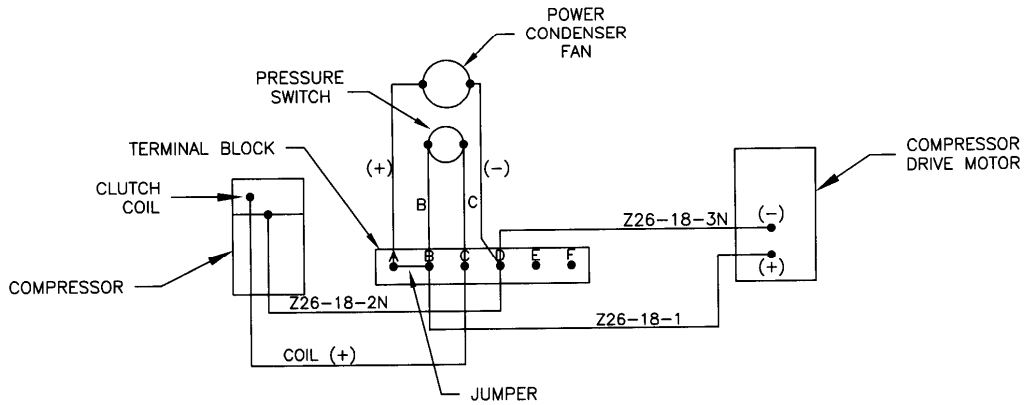 POWER
CONDENSER
FAN
PRESSURE
SWITCH
TERMINAL BLOCK
(+)
(-)
COMPRESSOR
DRIVE MOTOR
CLUTCH
COIL
B
C
Z26-18-3N
(-)
A B C D E F
(+)
COMPRESSOR
Z26-18-2N
Z26-18-1
COIL (+)
JUMPER